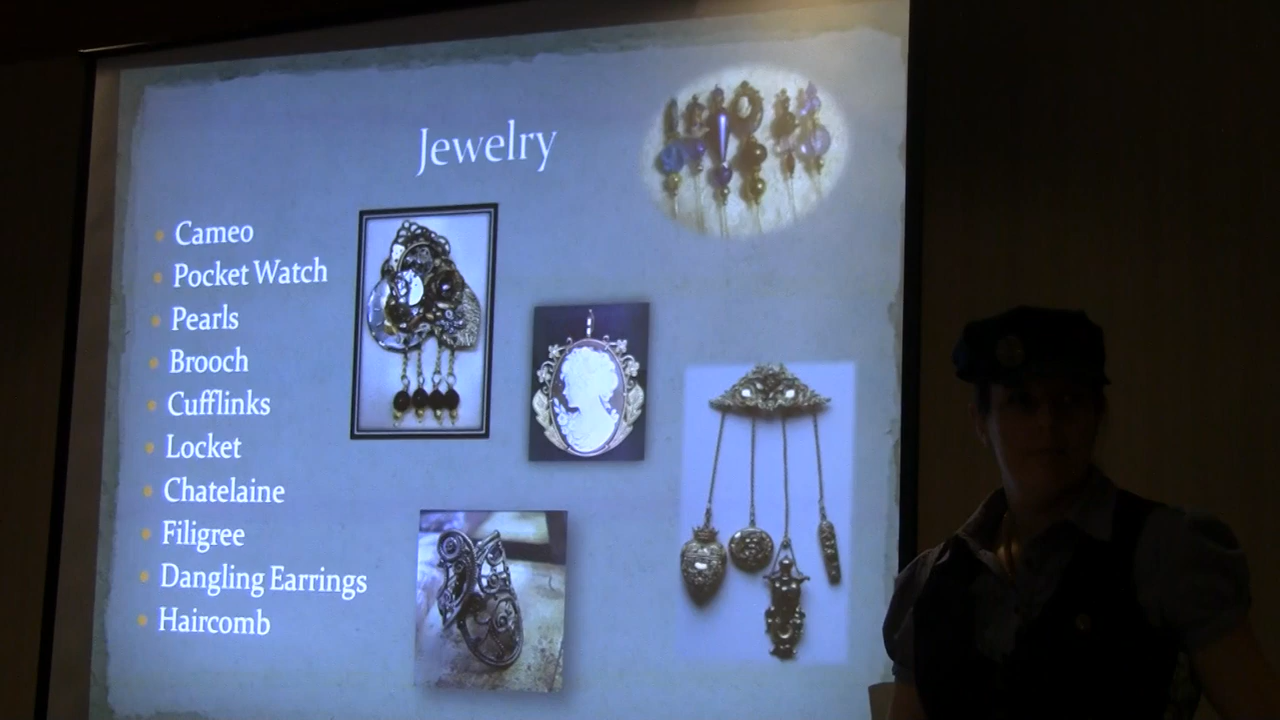 Jewelry
Cameo
Pocket Watch
Pearls
Brooch
Cufflinks
Locket
Chatelaine
Filigree
Dangling Earrings
Haircomb